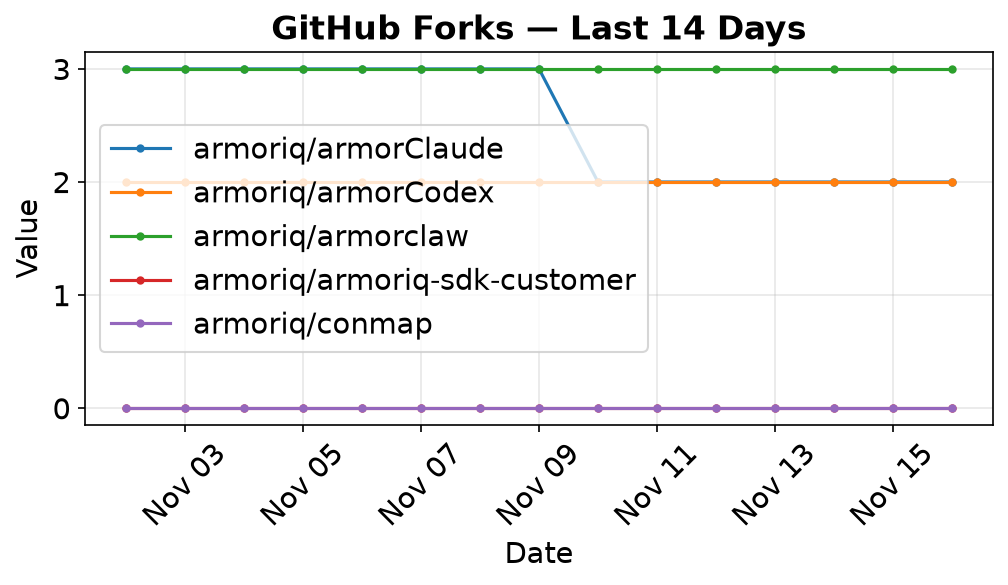 GitHub Forks — Last 14 Days
3
2
1
0
Value
armoriq/armorClaude
armoriq/armorCodex
armoriq/armorclaw
armoriq/armoriq-sdk-customer
armoriq/conmap
Nov 03
Nov 05
Nov 07
Nov 09
Nov 11
Nov 13
Nov 15
Date